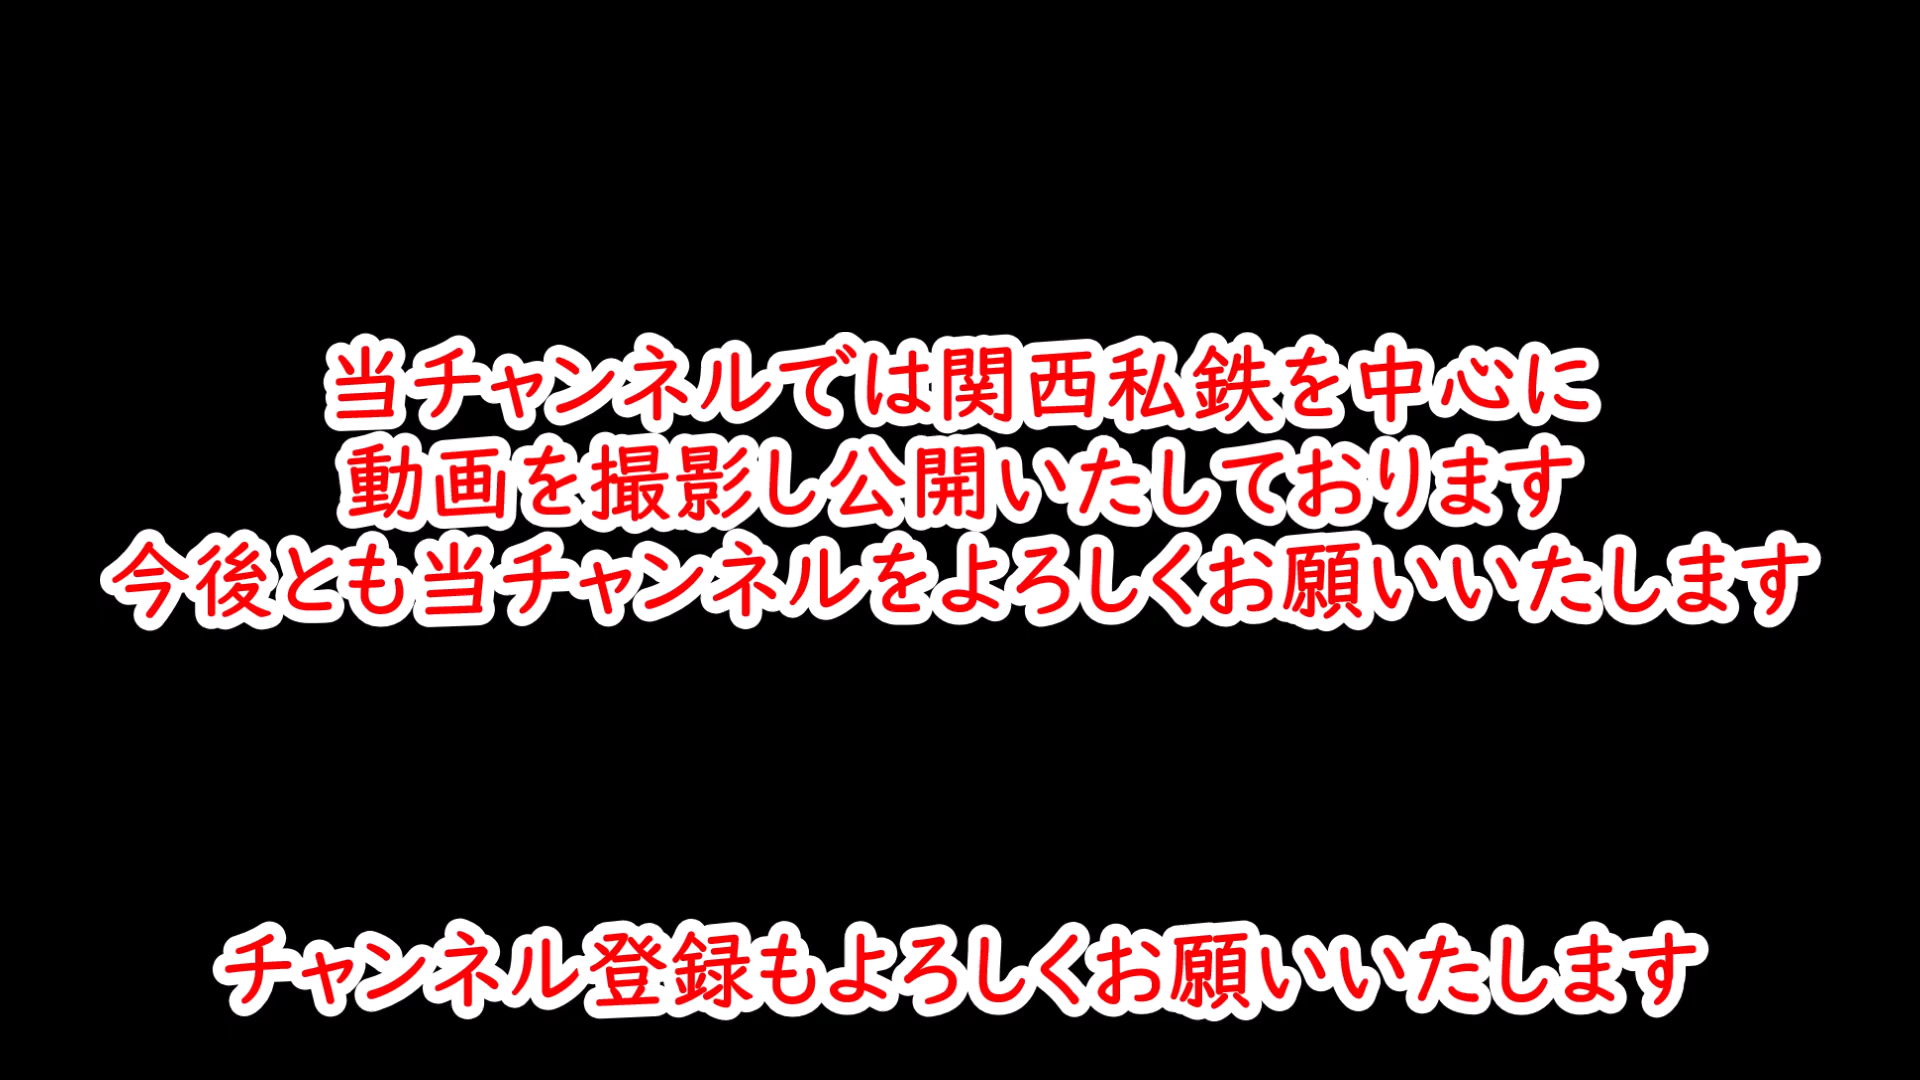 当チャンネルでは関西私鉄を中心に
動画を撮影し公開いたしております
今後とも当チャンネルをよろしくお願いいたします
チャンネル登録もよろしくお願いいたします